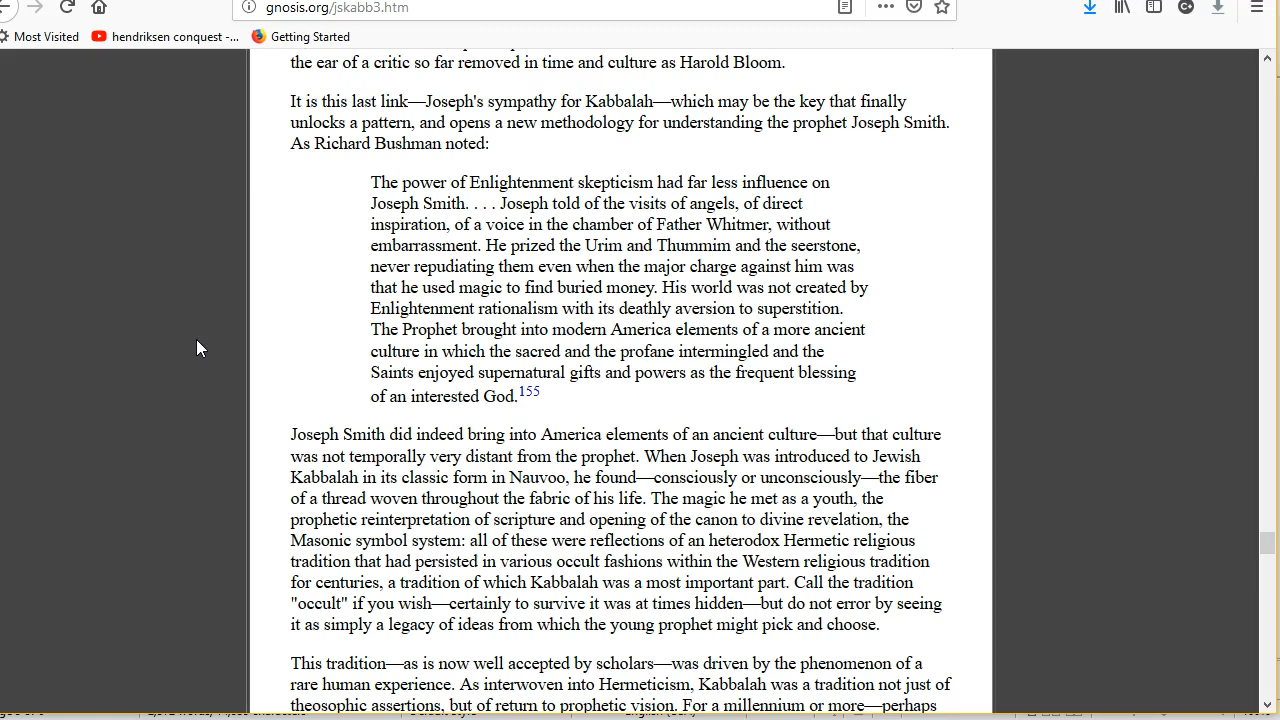 gnosis.org/jskabb3.htm
Most Visited hendriksen conquest -... Getting Started
the ear of a critic so far removed in time and culture as Harold Bloom.
It is this last link—Joseph's sympathy for Kabbalah—which may be the key that finally
unlocks a pattern, and opens a new methodology for understanding the prophet Joseph Smith.
As Richard Bushman noted:
The power of Enlightenment skepticism had far less influence on
Joseph Smith. . . . Joseph told of the visits of angels, of direct
inspiration, of a voice in the chamber of Father Whitmer, without
embarrassment. He prized the Urim and Thummim and the seerstone,
never repudiating them even when the major charge against him was
that he used magic to find buried money. His world was not created by
Enlightenment rationalism with its deathly aversion to superstition.
The Prophet brought into modern America elements of a more ancient
culture in which the sacred and the profane intermingled and the
Saints enjoyed supernatural gifts and powers as the frequent blessing
of an interested God.155
Joseph Smith did indeed bring into America elements of an ancient culture—but that culture
was not temporally very distant from the prophet. When Joseph was introduced to Jewish
Kabbalah in its classic form in Nauvoo, he found—consciously or unconsciously—the fiber
of a thread woven throughout the fabric of his life. The magic he met as a youth, the
prophetic reinterpretation of scripture and opening of the canon to divine revelation, the
Masonic symbol system: all of these were reflections of an heterodox Hermetic religious
tradition that had persisted in various occult fashions within the Western religious tradition
for centuries, a tradition of which Kabbalah was a most important part. Call the tradition
"occult" if you wish—certainly to survive it was at times hidden—but do not error by seeing
it as simply a legacy of ideas from which the young prophet might pick and choose.
This tradition—as is now well accepted by scholars—was driven by the phenomenon of a
rare human experience. As interwoven into Hermeticism, Kabbalah was a tradition not just of
theosophic assertions, but of return to prophetic vision. For a millennium or more—perhaps